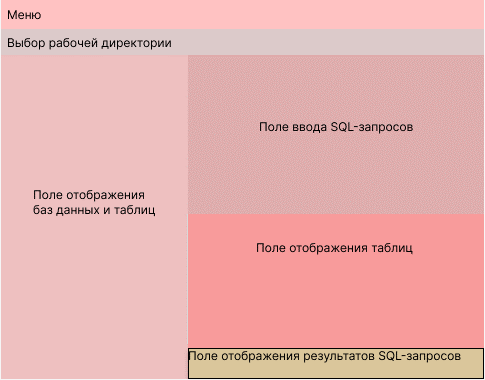 Меню
Выбор рабочей директории
Поле ввода SQL-запросов
Поле отображения
баз данных и таблиц
Поле отображения таблиц
Поле отображения результатов SQL-запросов